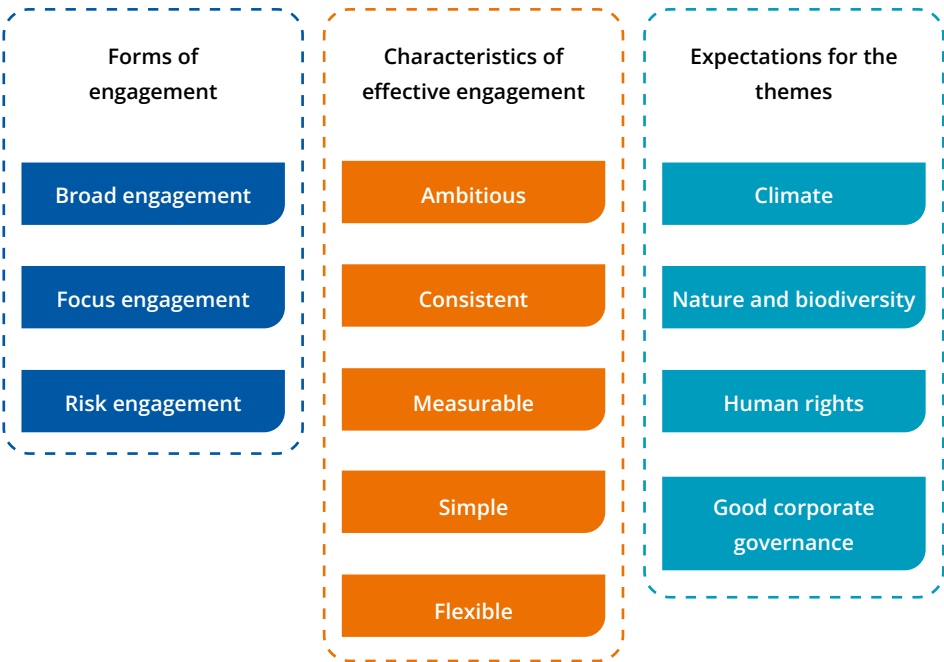 Forms of
engagement
Broad engagement
Focus engagement
Risk engagement
Characteristics of
effective engagement
Ambitious
Consistent
Measurable
Simple
Flexible
Expectations for the
themes
Climate
Nature and biodiversity
Human rights
Good corporate
governance